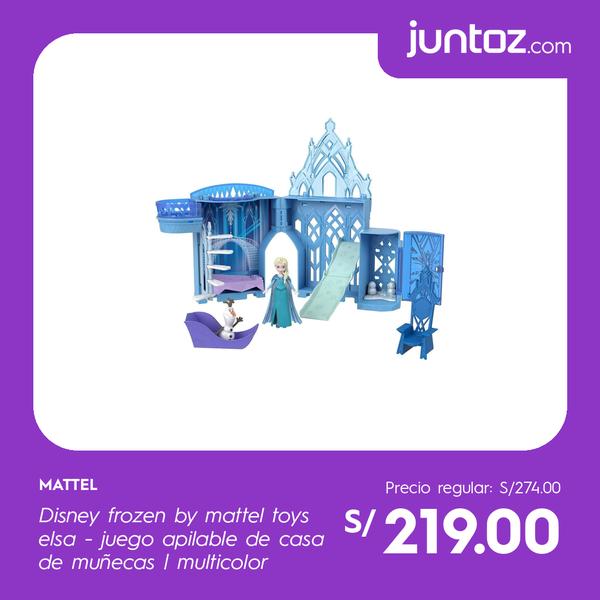 juntoz.com
MATTEL
Disney frozen by mattel toys
elsa - juego apilable de casa
de muñecas | multicolor
Precio regular: S/274.00
S/ 219.00